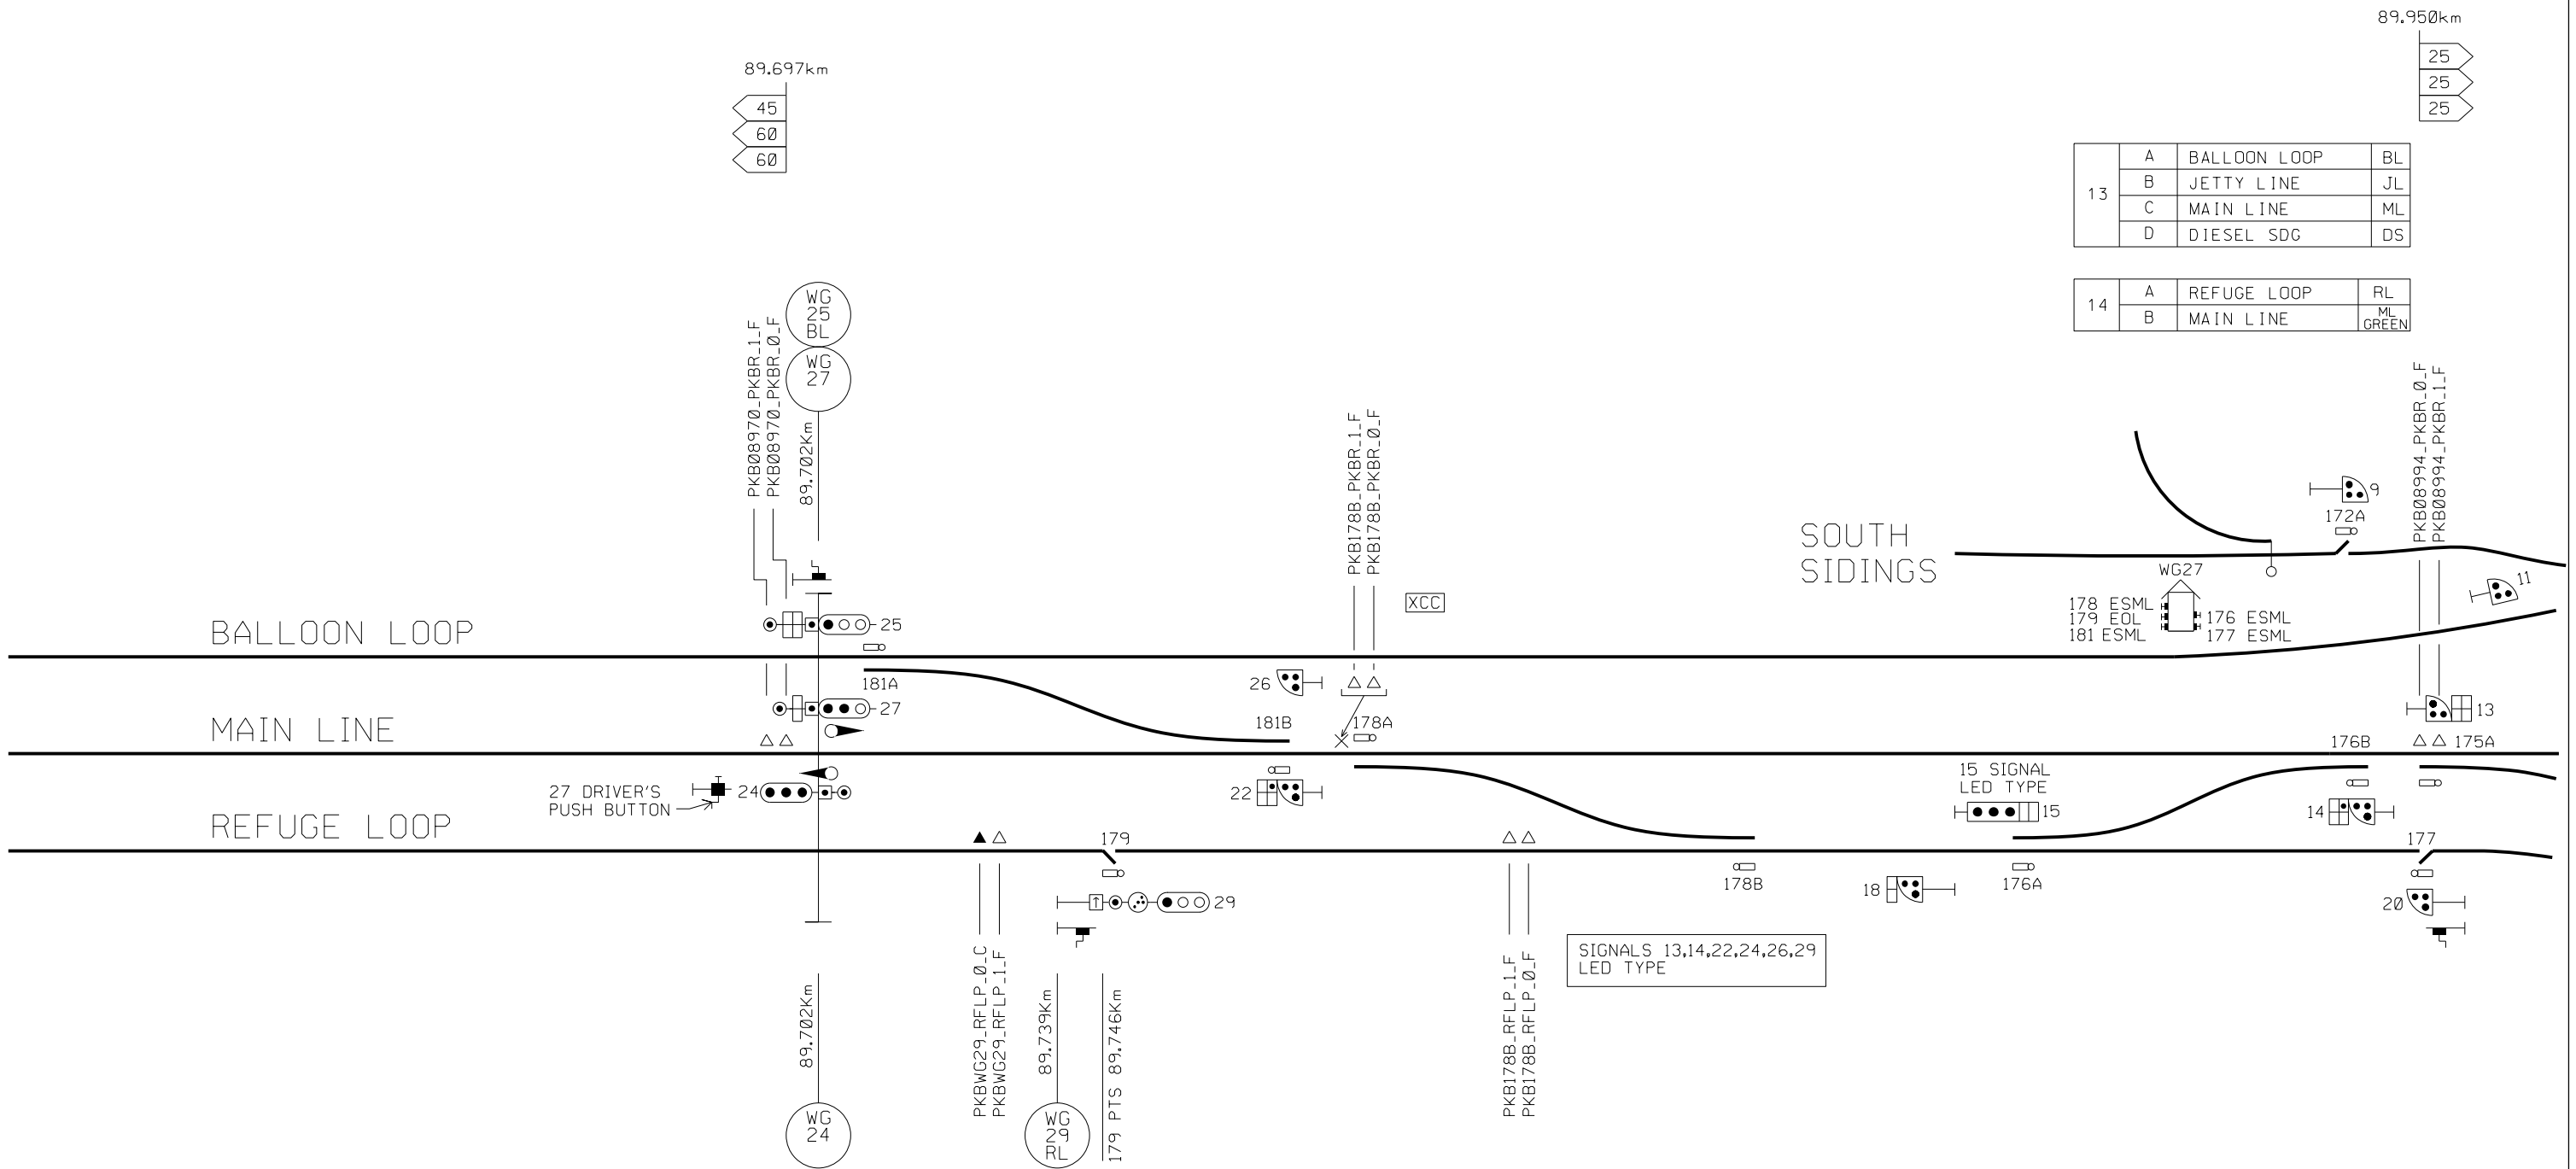 89.950km
25
25
25
89.697km
45
60
60
13
A BALLOON LOOP BL
B JETTY LINE JL
C MAIN LINE ML
D DIESEL SDG DS
14
A REFUGE LOOP RL
B MAIN LINE ML GREEN
WG
25
BL
WG
27
PKB08970_PKBR_1_F
PKB08970_PKBR_0_F
89.702Km
PKB178B_PKBR_1_F
PKB178B_PKBR_0_F
PKB08994_PKBR_0_F
PKB08994_PKBR_1_F
9
172A
SOUTH
SIDINGS
WG27
11
XCC
178 ESML
179 EOL
181 ESML
176 ESML
177 ESML
BALLOON LOOP
25
181A
26
27
181B
178A
13
MAIN LINE
176B
175A
27 DRIVER'S
PUSH BUTTON
24
22
15 SIGNAL
LED TYPE
15
14
REFUGE LOOP
179
177
178B
18
176A
29
20
SIGNALS 13,14,22,24,26,29
LED TYPE
89.702Km
PKBWG29_RFLP_0_C
PKBWG29_RFLP_1_F
89.739Km
179 PTS 89.746Km
PKB178B_RFLP_1_F
PKB178B_RFLP_0_F
WG
24
WG
29
RL